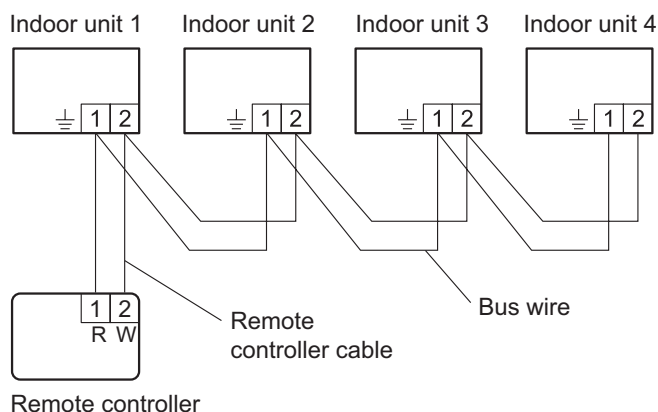 Indoor unit 1
Indoor unit 2
Indoor unit 3
Indoor unit 4
1 2
1 2
1 2
1 2
1 2
R W
Remote
controller cable
Bus wire
Remote controller